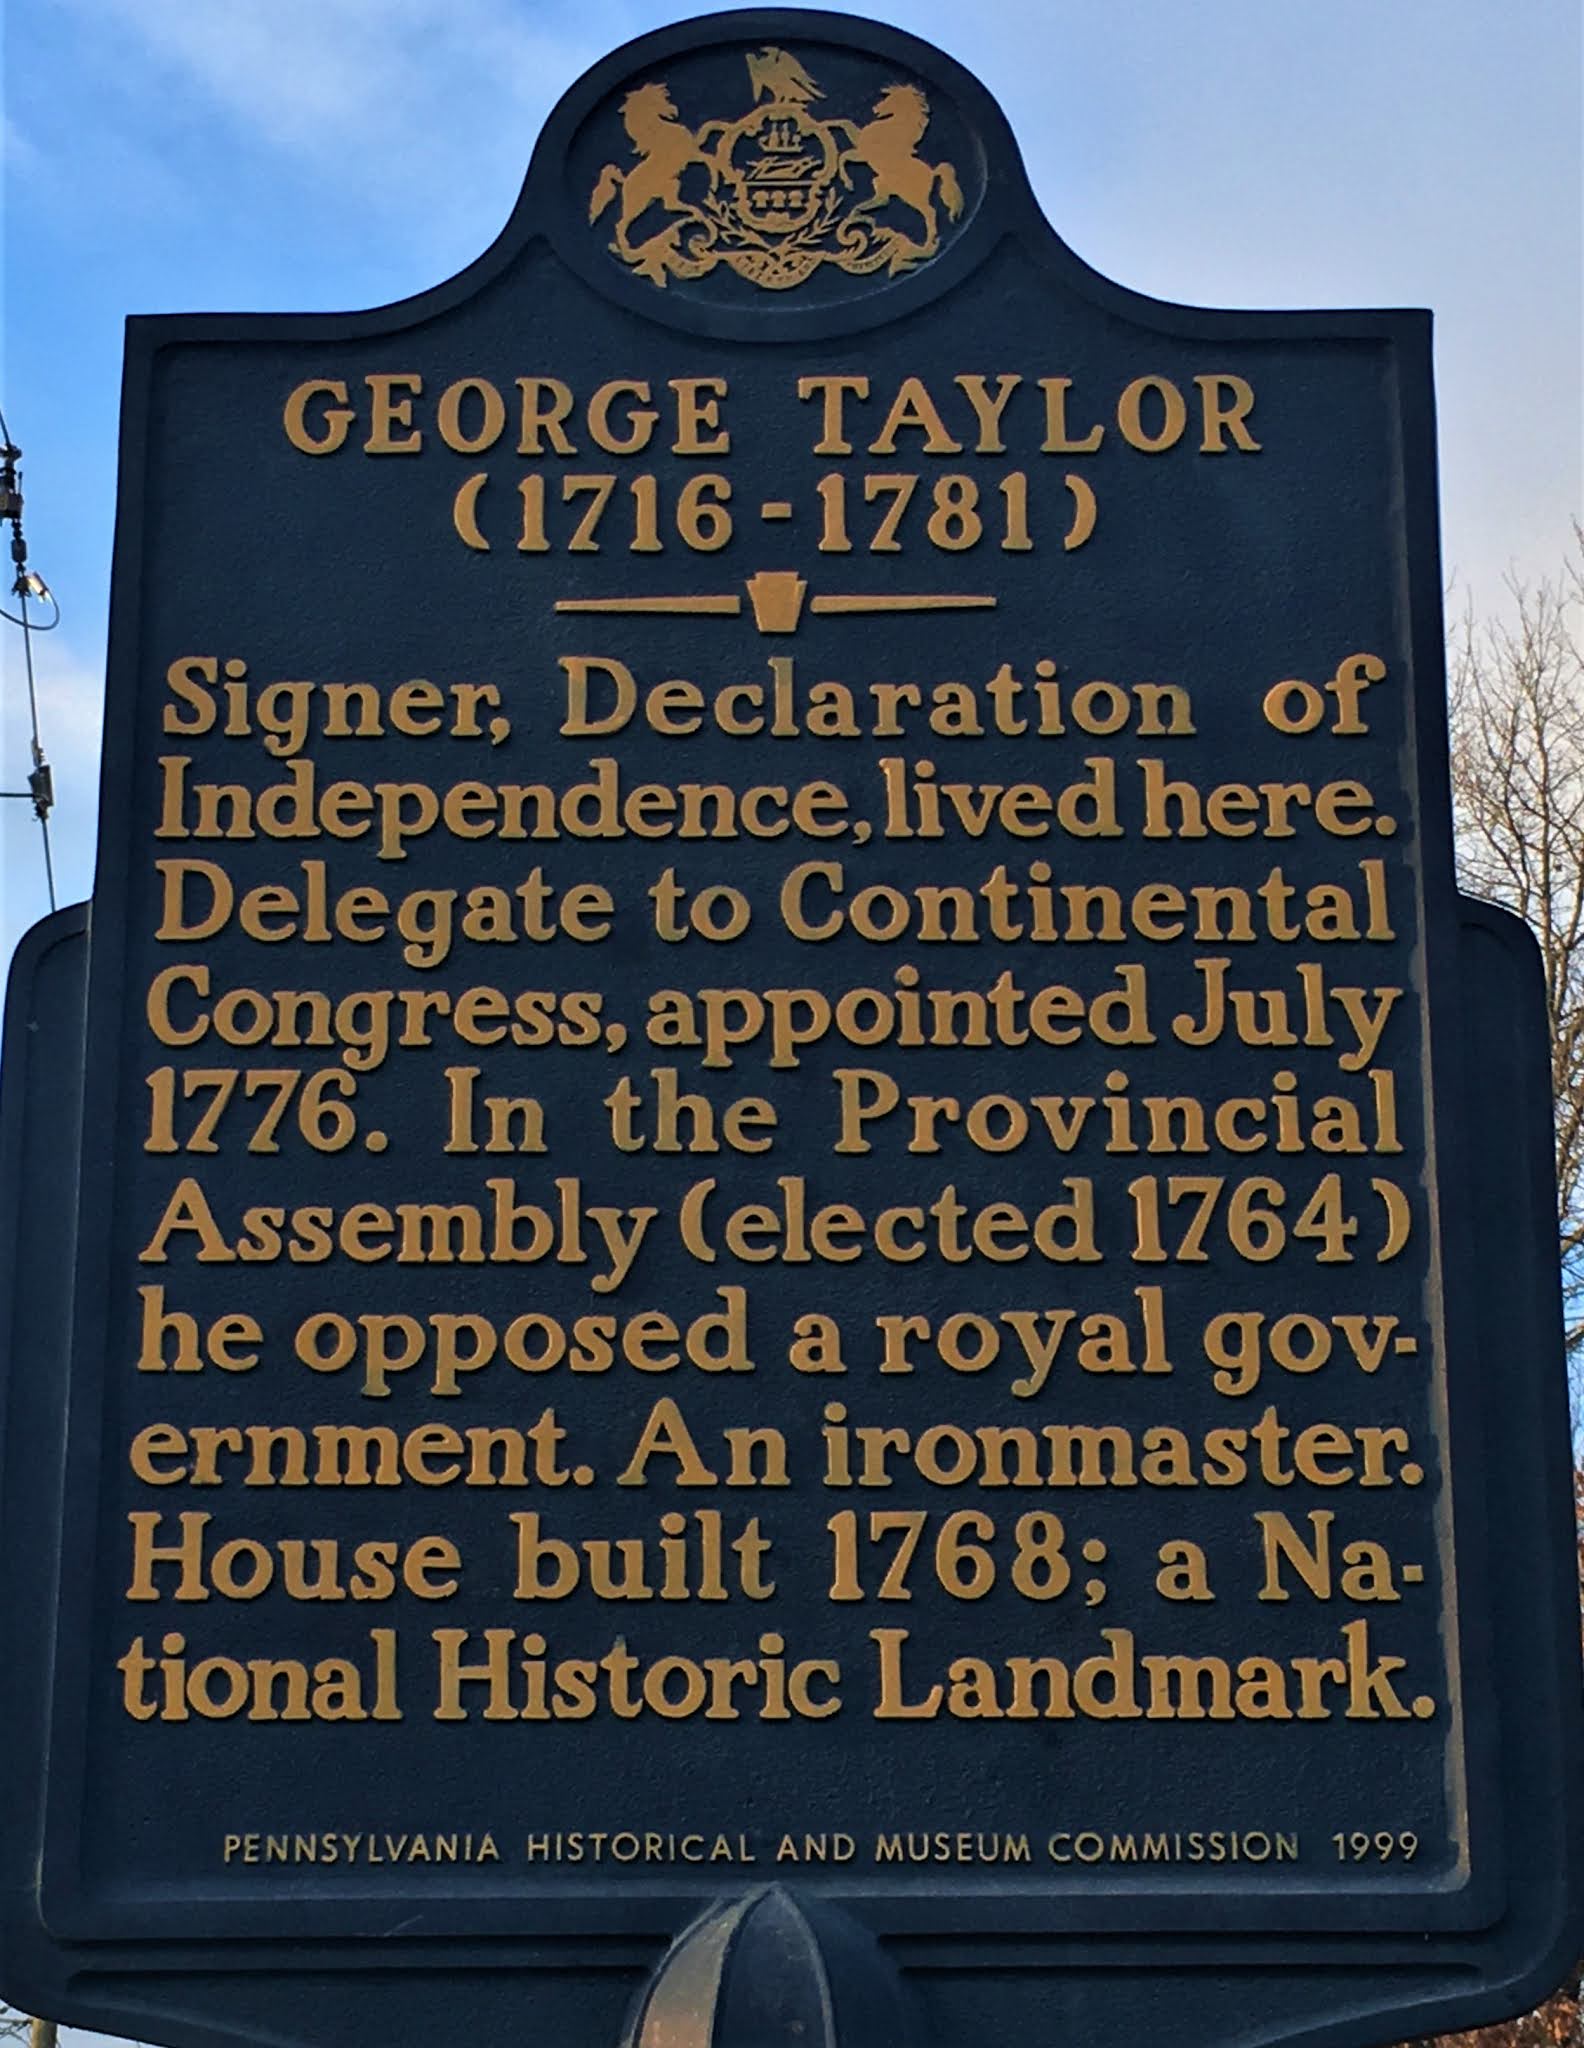 GEORGE TAYLOR
(1716-1781)
Signer, Declaration of
Independence, lived here.
Delegate to Continental
Congress, appointed July
1776. In the Provincial
Assembly (elected 1764)
he opposed a royal gov-
ernment. An ironmaster.
House built 1768; a Na-
tional Historic Landmark.
PENNSYLVANIA HISTORICAL AND MUSEUM COMMISSION 1999